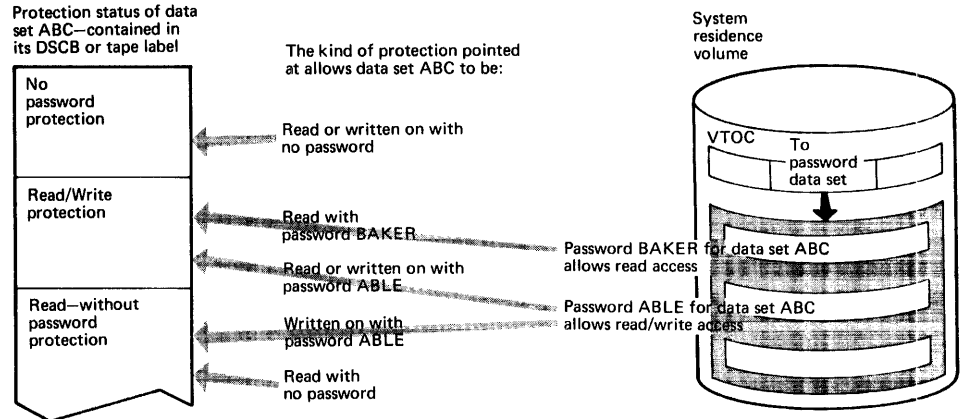 Protection status of data
set ABC—contained in
its DSCB or tape label
The kind of protection pointed
at allows data set ABC to be:
System
residence
volume
No
password
protection
Read or written on with
no password
VTOC
To
password
data set
Read/Write
protection
Read with
password BAKER
Password BAKER for data set ABC
allows read access
Read or written on with
password ABLE
Read—without
password
protection
Written on with
password ABLE
Password ABLE for data set ABC
allows read/write access
Read with
no password